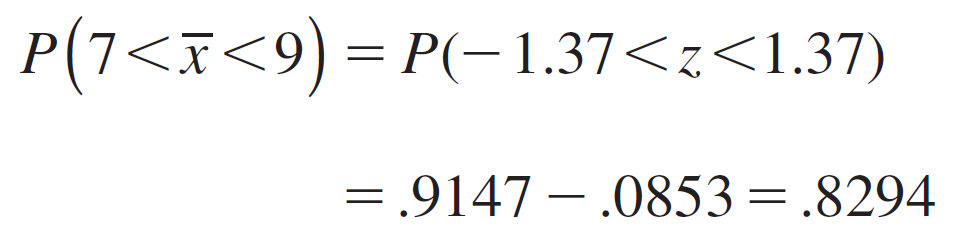 P(7<x̅<9) = P(−1.37<z<1.37)
= .9147 − .0853 = .8294